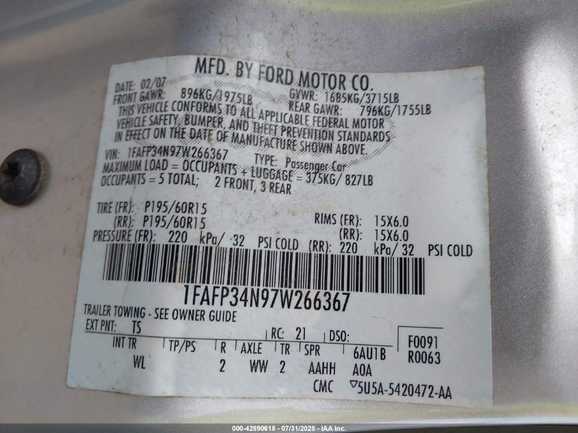 MFD. BY FORD MOTOR CO.
DATE: 02/07 GVWR: 1685KG/3715LB
FRONT GAWR: 896KG/1975LB REAR GAWR: 796KG/1755LB
THIS VEHICLE CONFORMS TO ALL APPLICABLE FEDERAL MOTOR
VEHICLE SAFETY, BUMPER, AND THEFT PREVENTION STANDARDS
IN EFFECT ON THE DATE OF MANUFACTURE SHOWN ABOVE.
VIN: 1FAFP34N97W266367 TYPE: Passenger Car
MAXIMUM LOAD = OCCUPANTS + LUGGAGE = 375KG/ 827LB
OCCUPANTS = 5 TOTAL; 2 FRONT, 3 REAR
TIRE (FR): P195/60R15 RIMS (FR): 15X6.0
(RR): P195/60R15 (RR): 15X6.0
PRESSURE (FR): 220 kPa/ 32 PSI COLD (RR): 220 kPa/ 32 PSI COLD
1FAFP34N97W266367
TRAILER TOWING - SEE OWNER GUIDE
EXT PNT: TS RC: 21 DSO: F0091
INT TR TP/PS R AXLE TR SPR 6AU1B R0063
WL 2 WW 2 AAHH A0A
CMC ▽5U5A-5420472-AA
000-42590618 - 07/31/2025 - IAA, Inc.